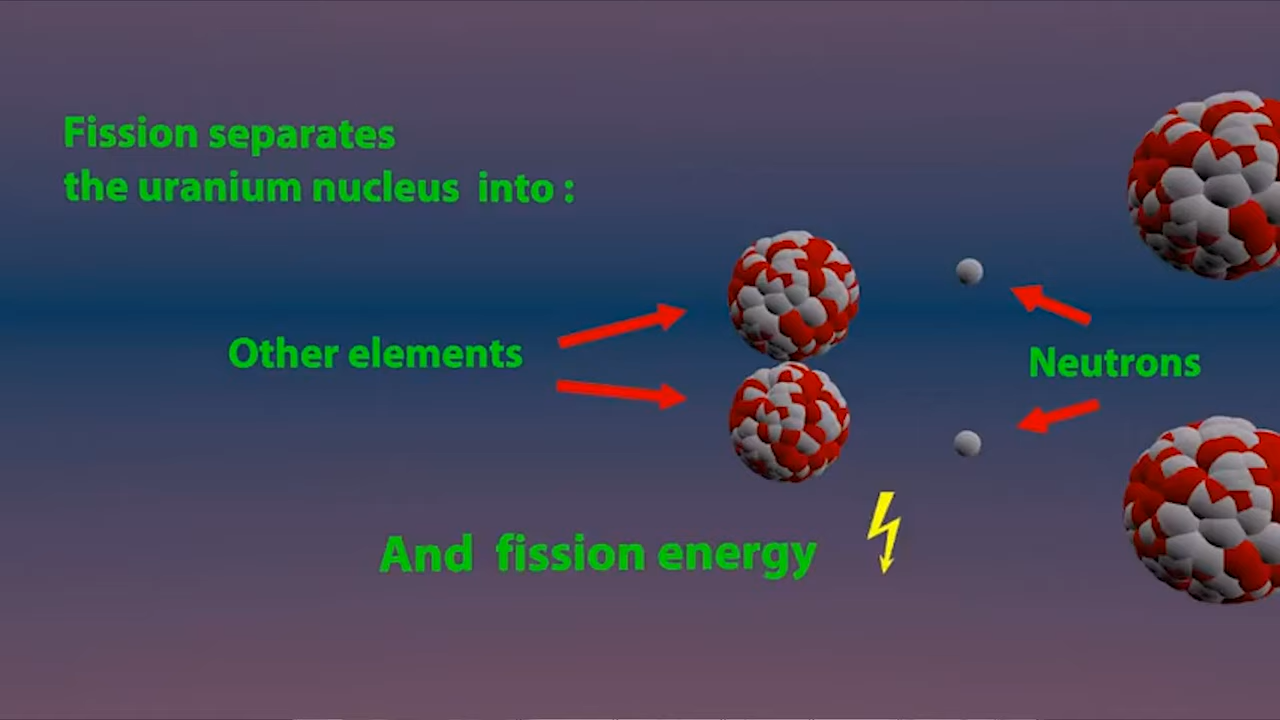 Fission separates
the uranium nucleus into :
Other elements
Neutrons
And fission energy